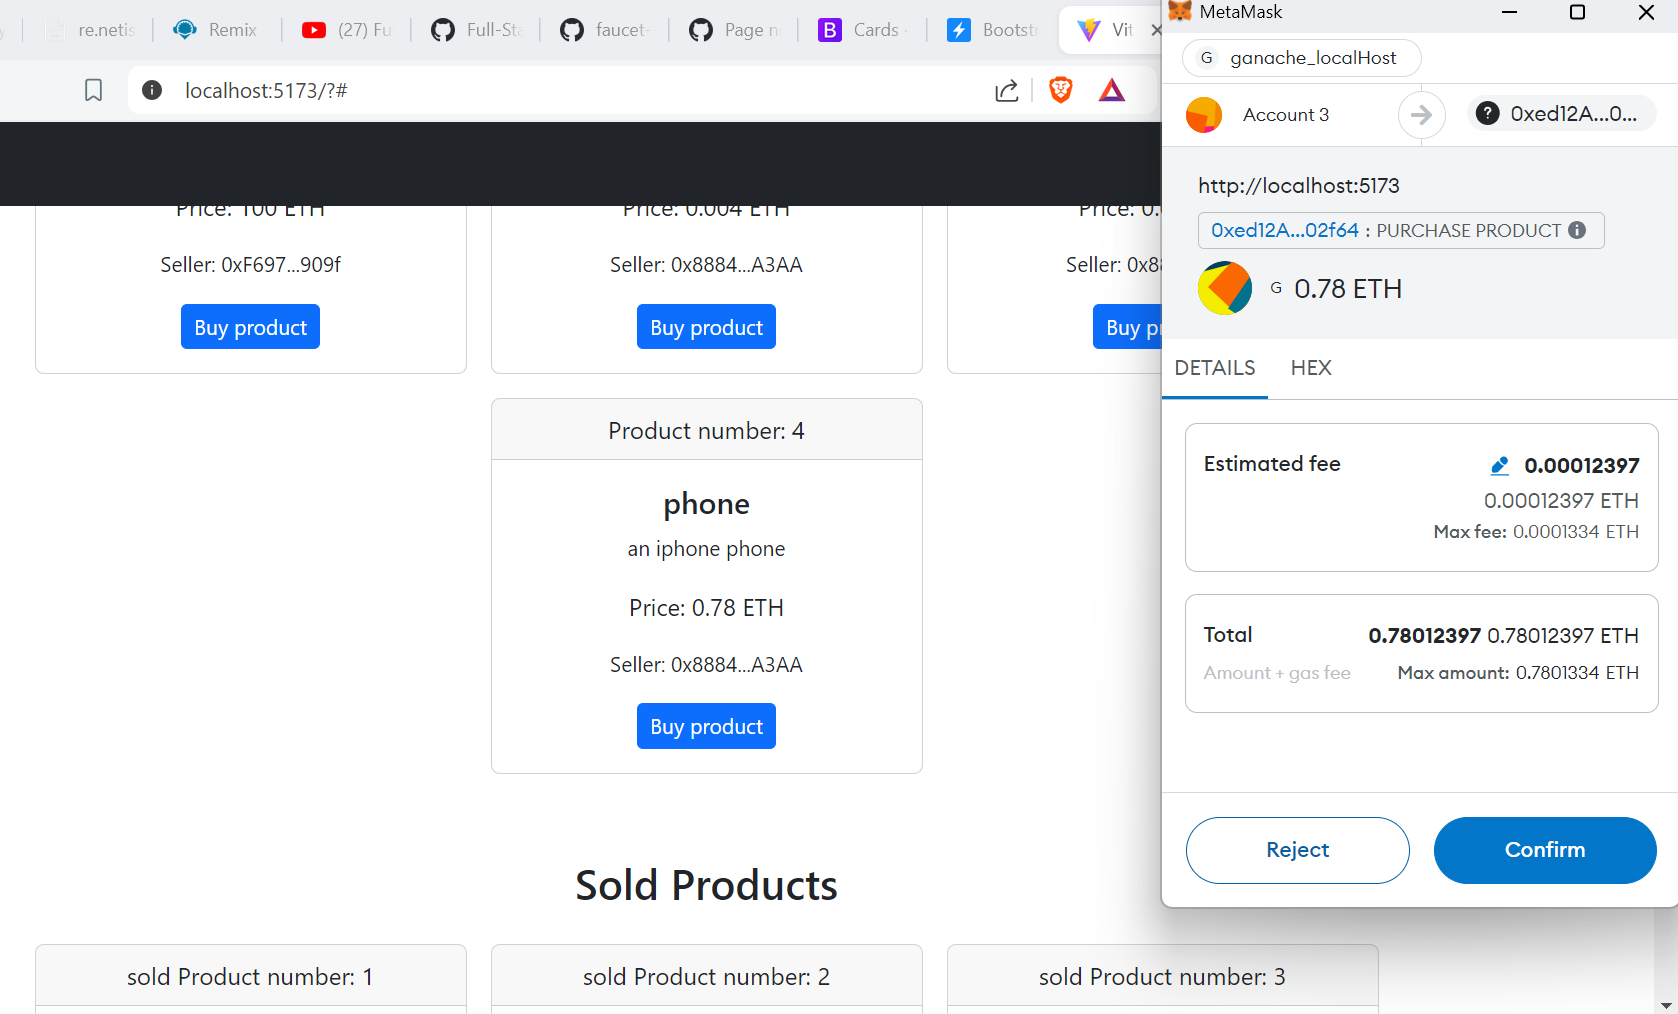 re.netis
Remix
(27) Fu
Full-Sta
faucet-
Page n
B
Cards
Bootstr
Vit
localhost:5173/?#
Price: 100 ETH
Seller: 0xF697...909f
Buy product
Price: 0.004 ETH
Seller: 0x8884...A3AA
Buy product
Price: 0.
Seller: 0x88
Buy p
Product number: 4
phone
an iphone phone
Price: 0.78 ETH
Seller: 0x8884...A3AA
Buy product
Sold Products
sold Product number: 1
sold Product number: 2
sold Product number: 3
MetaMask
G ganache_localHost
Account 3
? 0xed12A...0...
http://localhost:5173
0xed12A...02f64 : PURCHASE PRODUCT
G 0.78 ETH
DETAILS
HEX
Estimated fee
0.00012397
0.00012397 ETH
Max fee: 0.0001334 ETH
Total
0.78012397 0.78012397 ETH
Amount + gas fee
Max amount: 0.7801334 ETH
Reject
Confirm